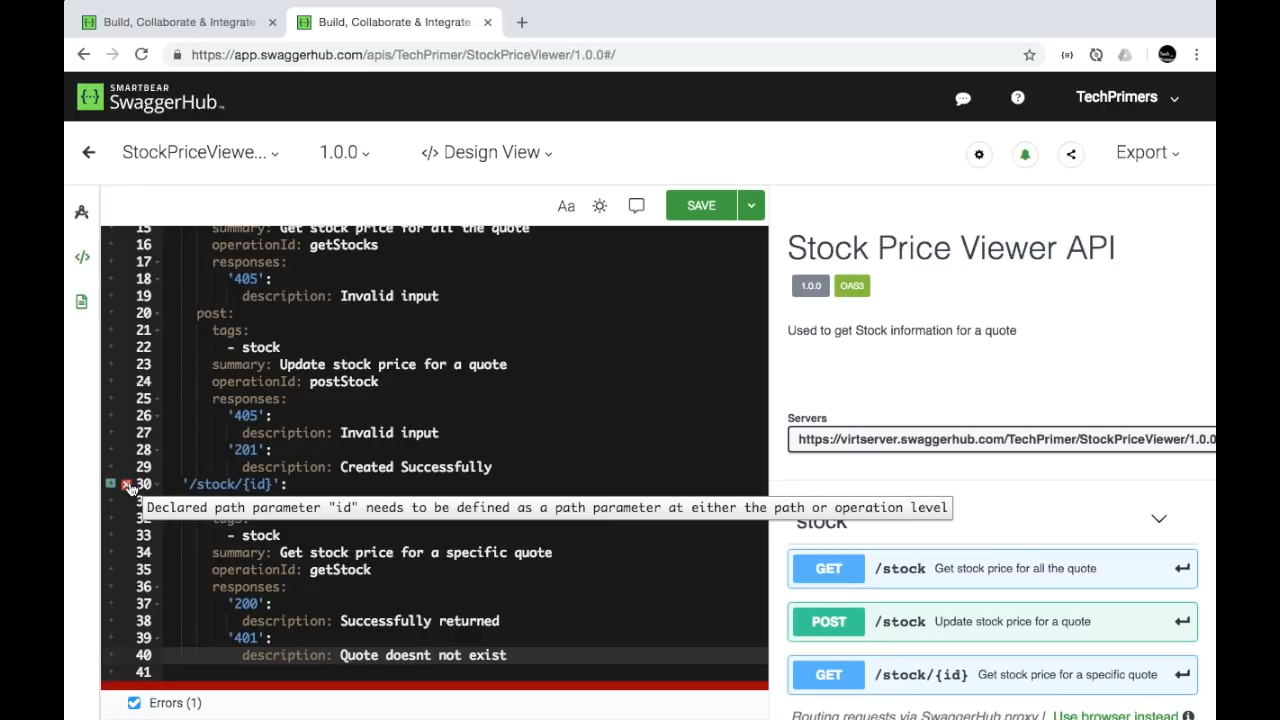 Build, Collaborate & Integrate
Build, Collaborate & Integrate
https://app.swaggerhub.com/apis/TechPrimer/StockPriceViewer/1.0.0#/
SMARTBEAR
SwaggerHub
TechPrimers
StockPriceViewe...
1.0.0
</> Design View
Export
Aa
SAVE
15 summary: Get stock price for all the quote
16 operationId: getStocks
17 responses:
18 '405':
19 description: Invalid input
20 post:
21 tags:
22 - stock
23 summary: Update stock price for a quote
24 operationId: postStock
25 responses:
26 '405':
27 description: Invalid input
28 '201':
29 description: Created Successfully
30 '/stock/{id}':
Declared path parameter "id" needs to be defined as a path parameter at either the path or operation level
33 - stock
34 summary: Get stock price for a specific quote
35 operationId: getStock
36 responses:
37 '200':
38 description: Successfully returned
39 '401':
40 description: Quote doesnt not exist
41
Errors (1)
Stock Price Viewer API
1.0.0 OAS3
Used to get Stock information for a quote
Servers
https://virtserver.swaggerhub.com/TechPrimer/StockPriceViewer/1.0.0
stock
GET /stock Get stock price for all the quote
POST /stock Update stock price for a quote
GET /stock/{id} Get stock price for a specific quote
Routing requests via SwaggerHub proxy Use browser instead